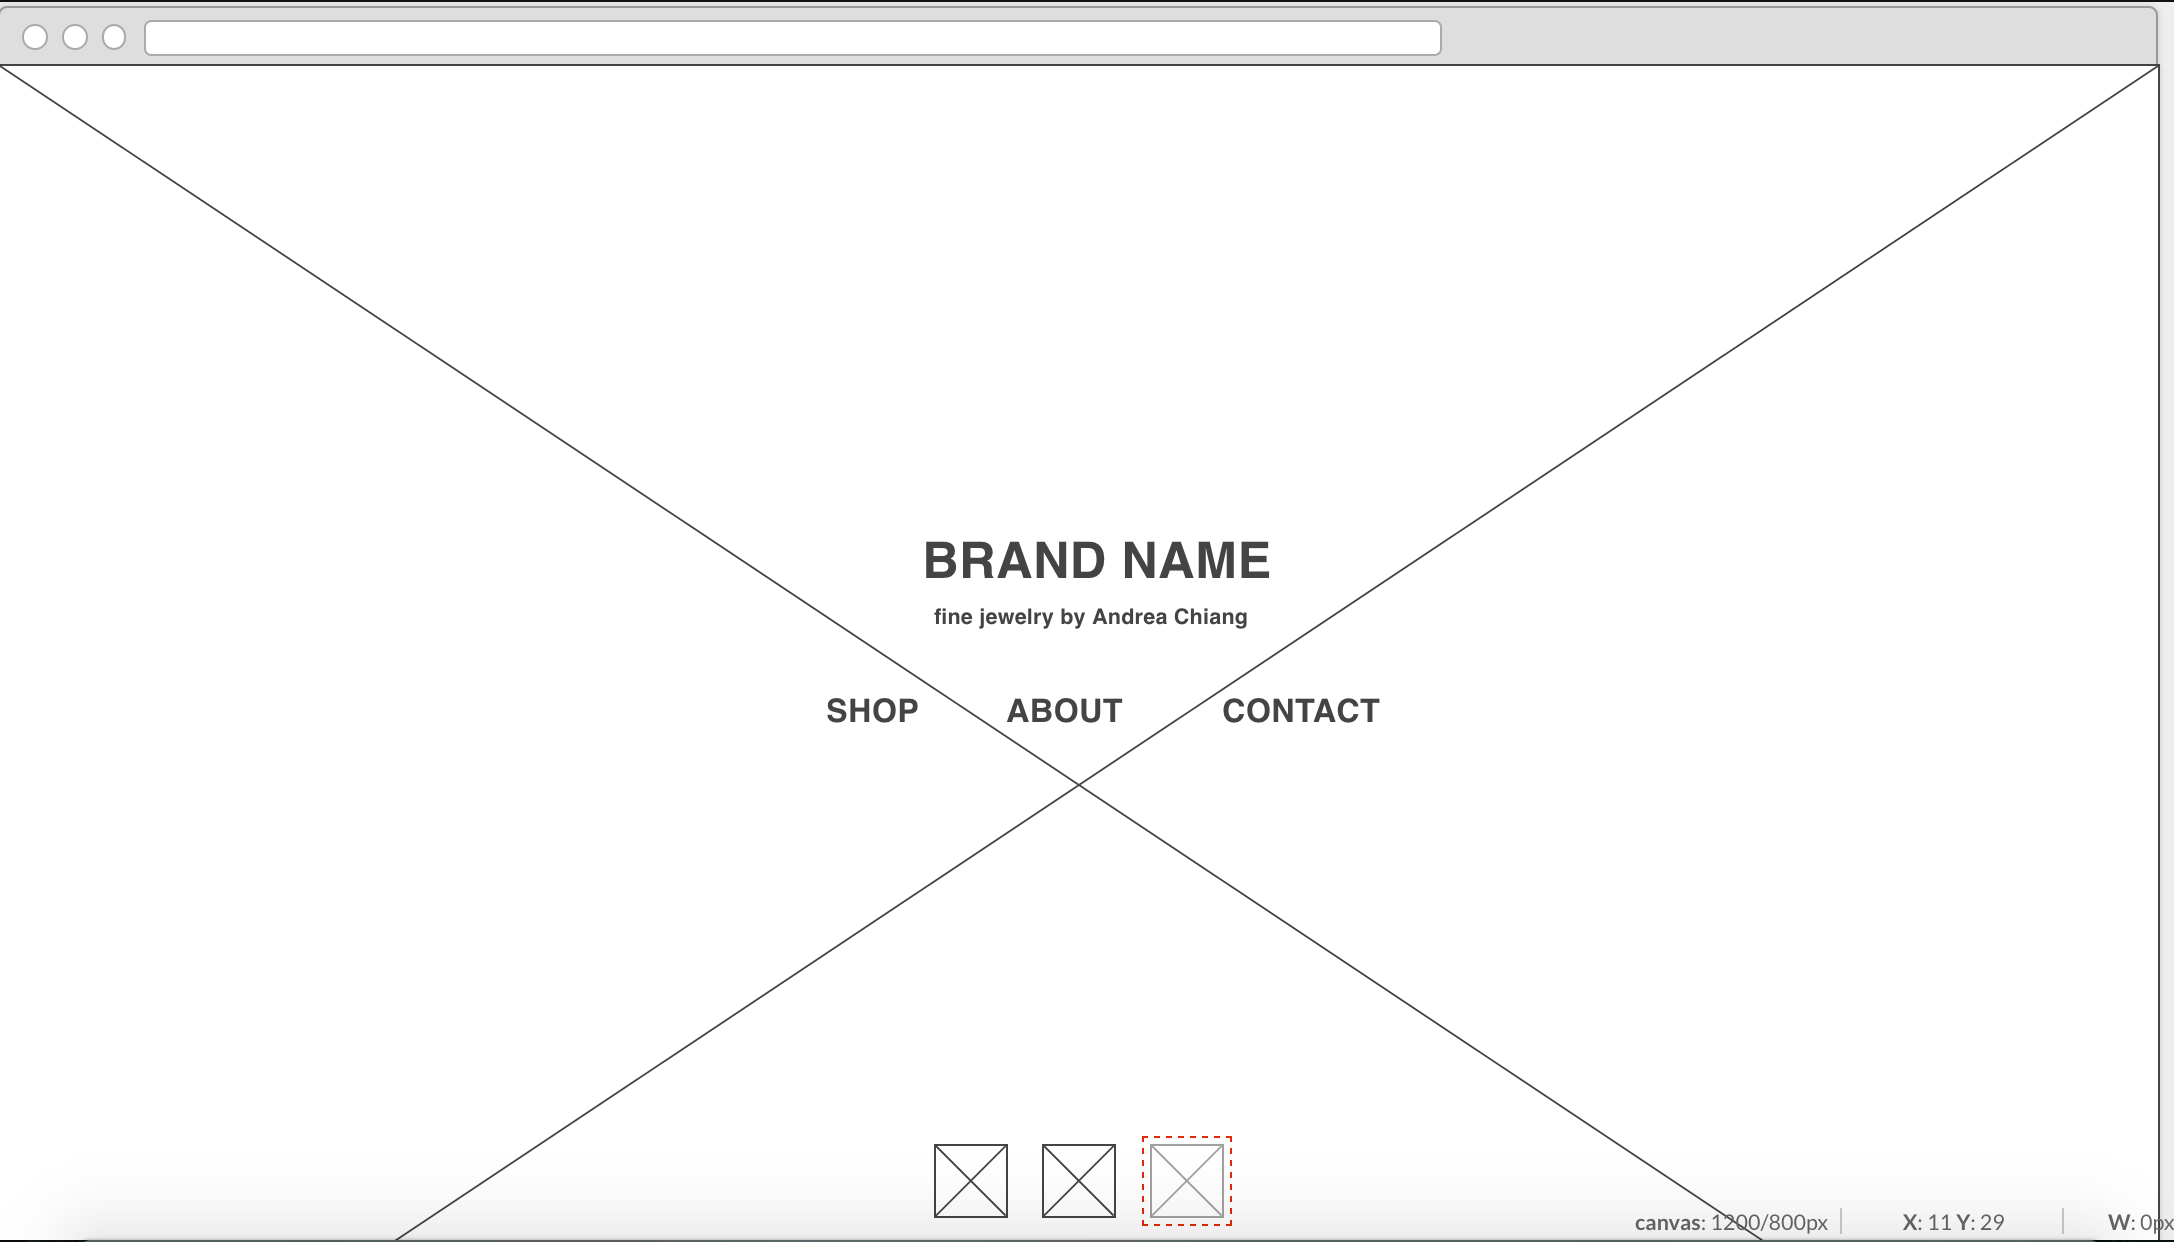 BRAND NAME
fine jewelry by Andrea Chiang
SHOP ABOUT CONTACT
canvas: 1200/800px X: 11 Y: 29 W: 0px